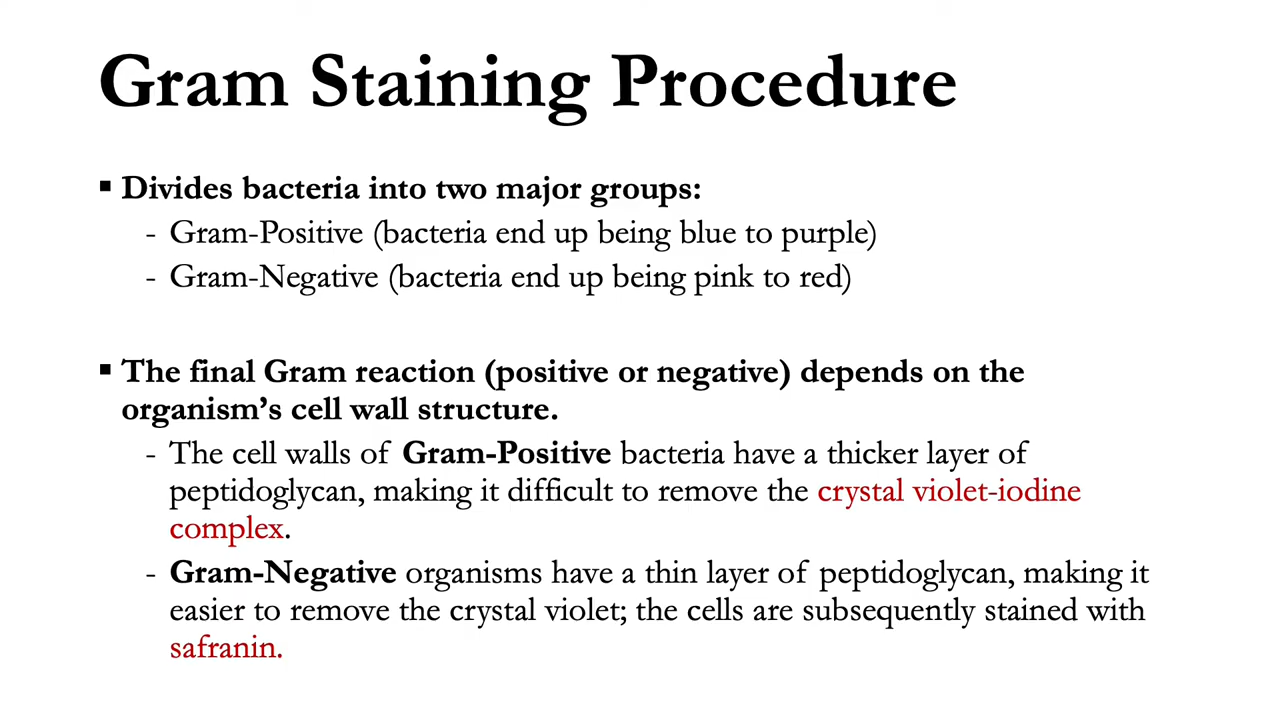 Gram Staining Procedure
▪ Divides bacteria into two major groups:
- Gram-Positive (bacteria end up being blue to purple)
- Gram-Negative (bacteria end up being pink to red)
▪ The final Gram reaction (positive or negative) depends on the
organism’s cell wall structure.
- The cell walls of Gram-Positive bacteria have a thicker layer of
peptidoglycan, making it difficult to remove the crystal violet-iodine
complex.
- Gram-Negative organisms have a thin layer of peptidoglycan, making it
easier to remove the crystal violet; the cells are subsequently stained with
safranin.